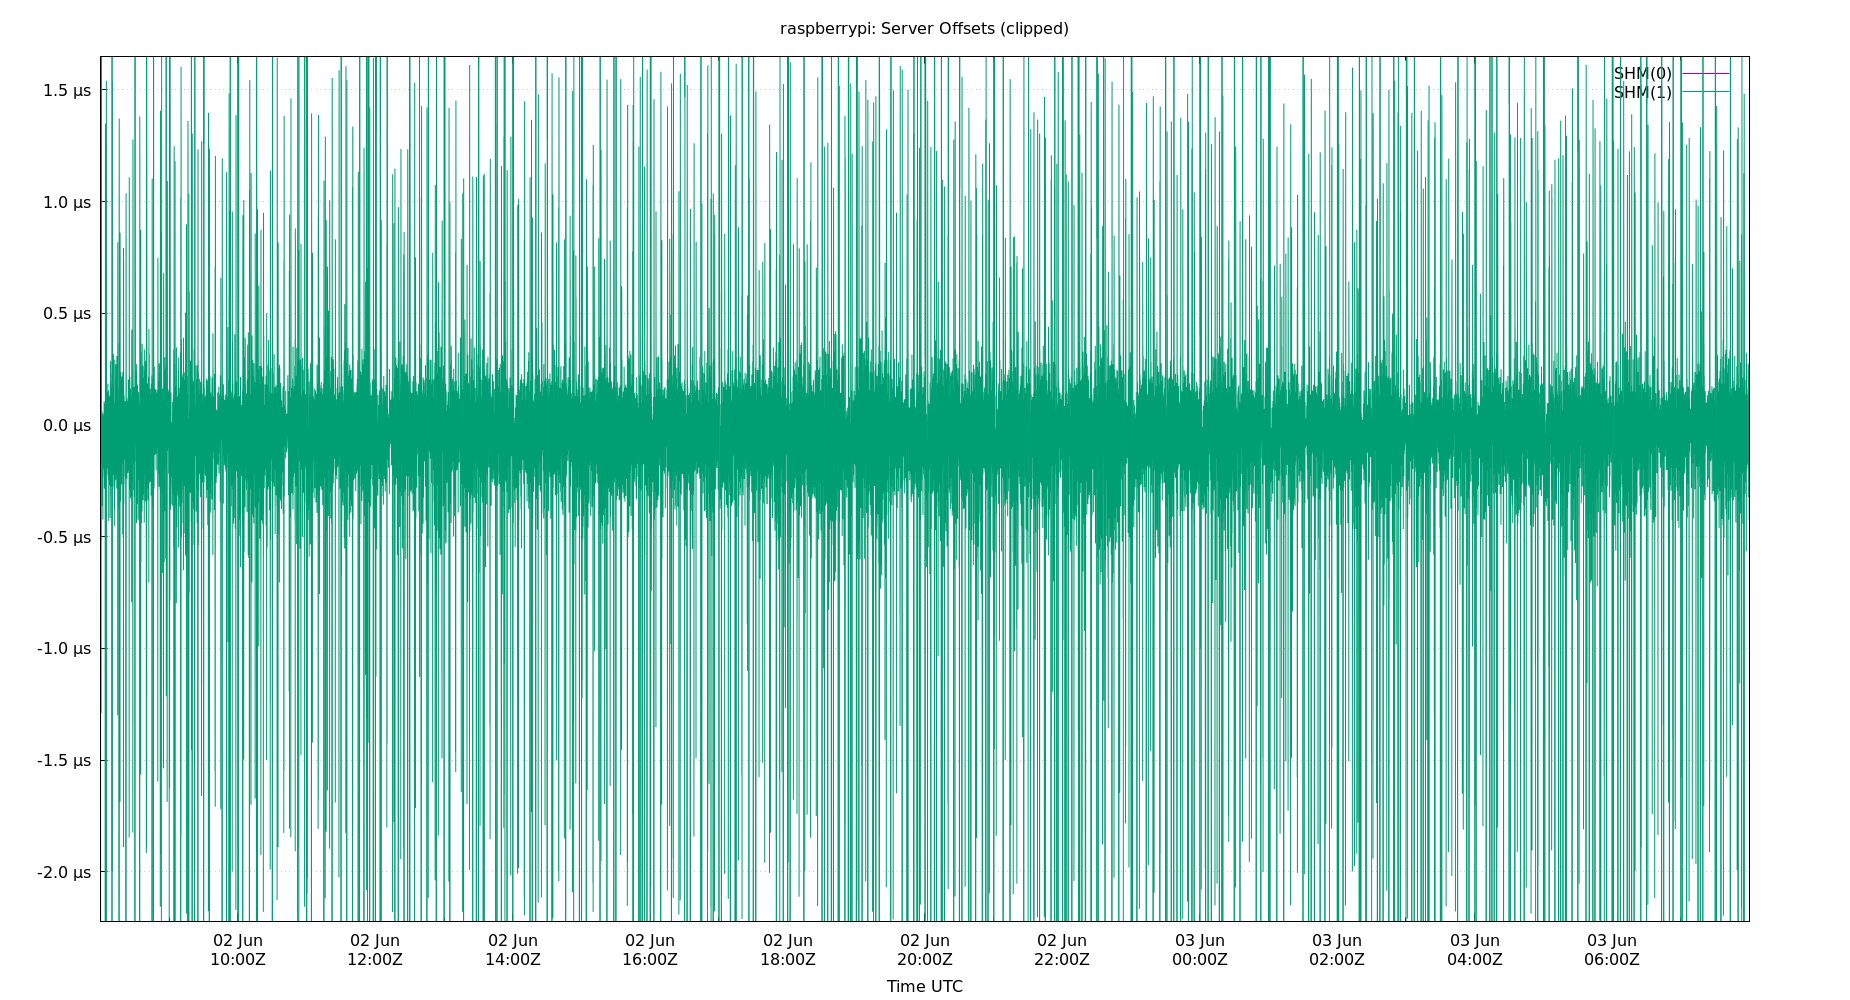 raspberrypi: Server Offsets (clipped)
SHM(0)
SHM(1)
1.5 µs
1.0 µs
0.5 µs
0.0 µs
-0.5 µs
-1.0 µs
-1.5 µs
-2.0 µs
02 Jun 02 Jun 02 Jun 02 Jun 02 Jun 02 Jun 02 Jun 03 Jun 03 Jun 03 Jun 03 Jun
10:00Z 12:00Z 14:00Z 16:00Z 18:00Z 20:00Z 22:00Z 00:00Z 02:00Z 04:00Z 06:00Z
Time UTC